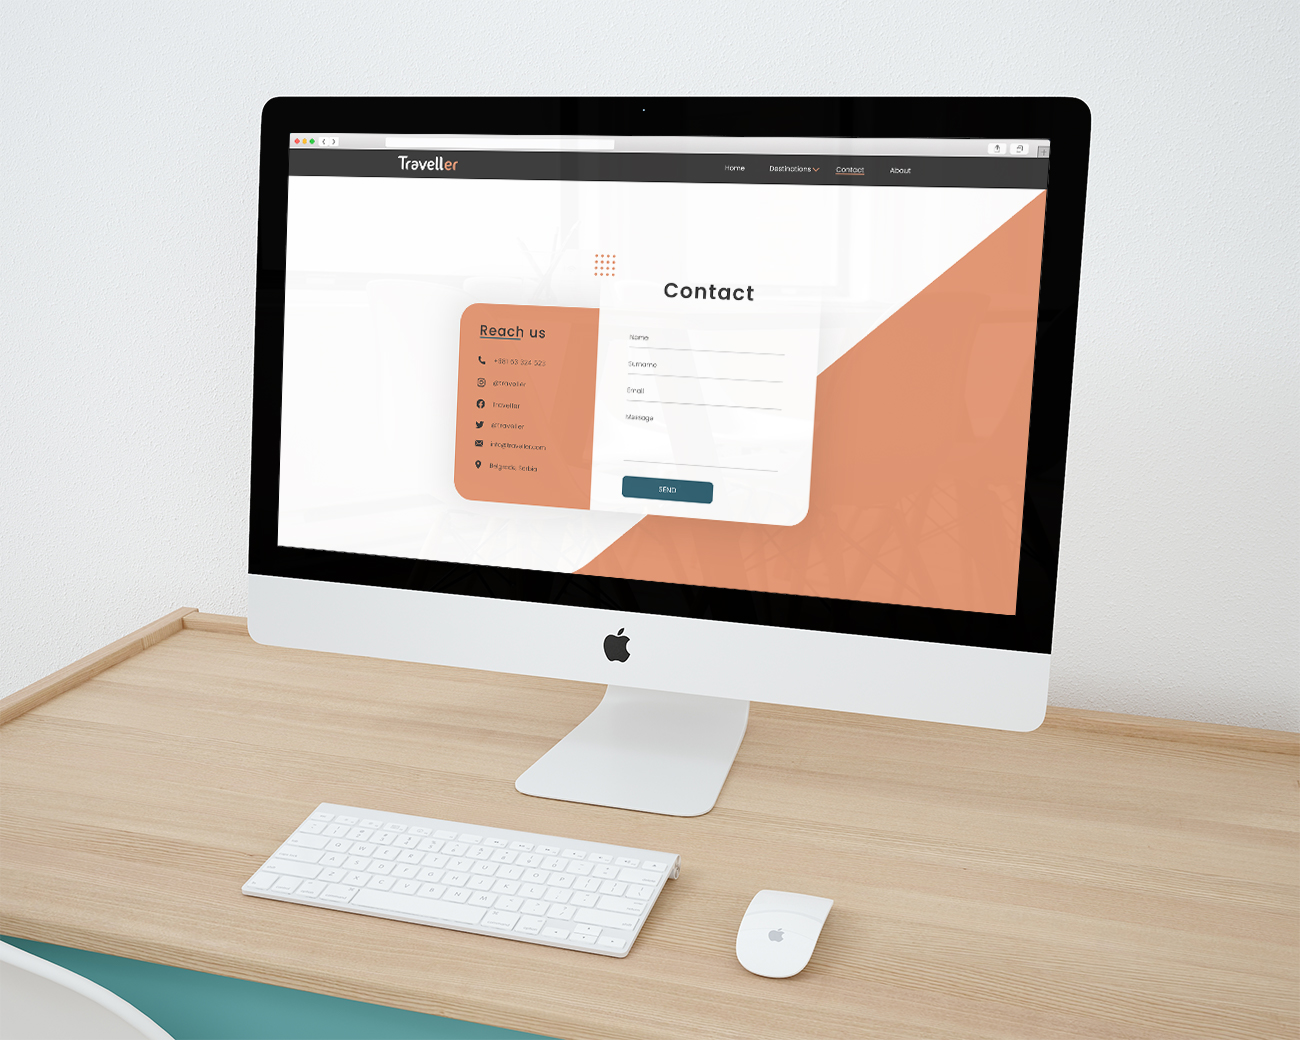 Traveller
Home Destinations Contact About
Contact
Reach us
Name
+381 63 324 523
Surname
@traveller
Email
traveller
Message
@traveller
info@traveller.com
Belgrade, Serbia
SEND